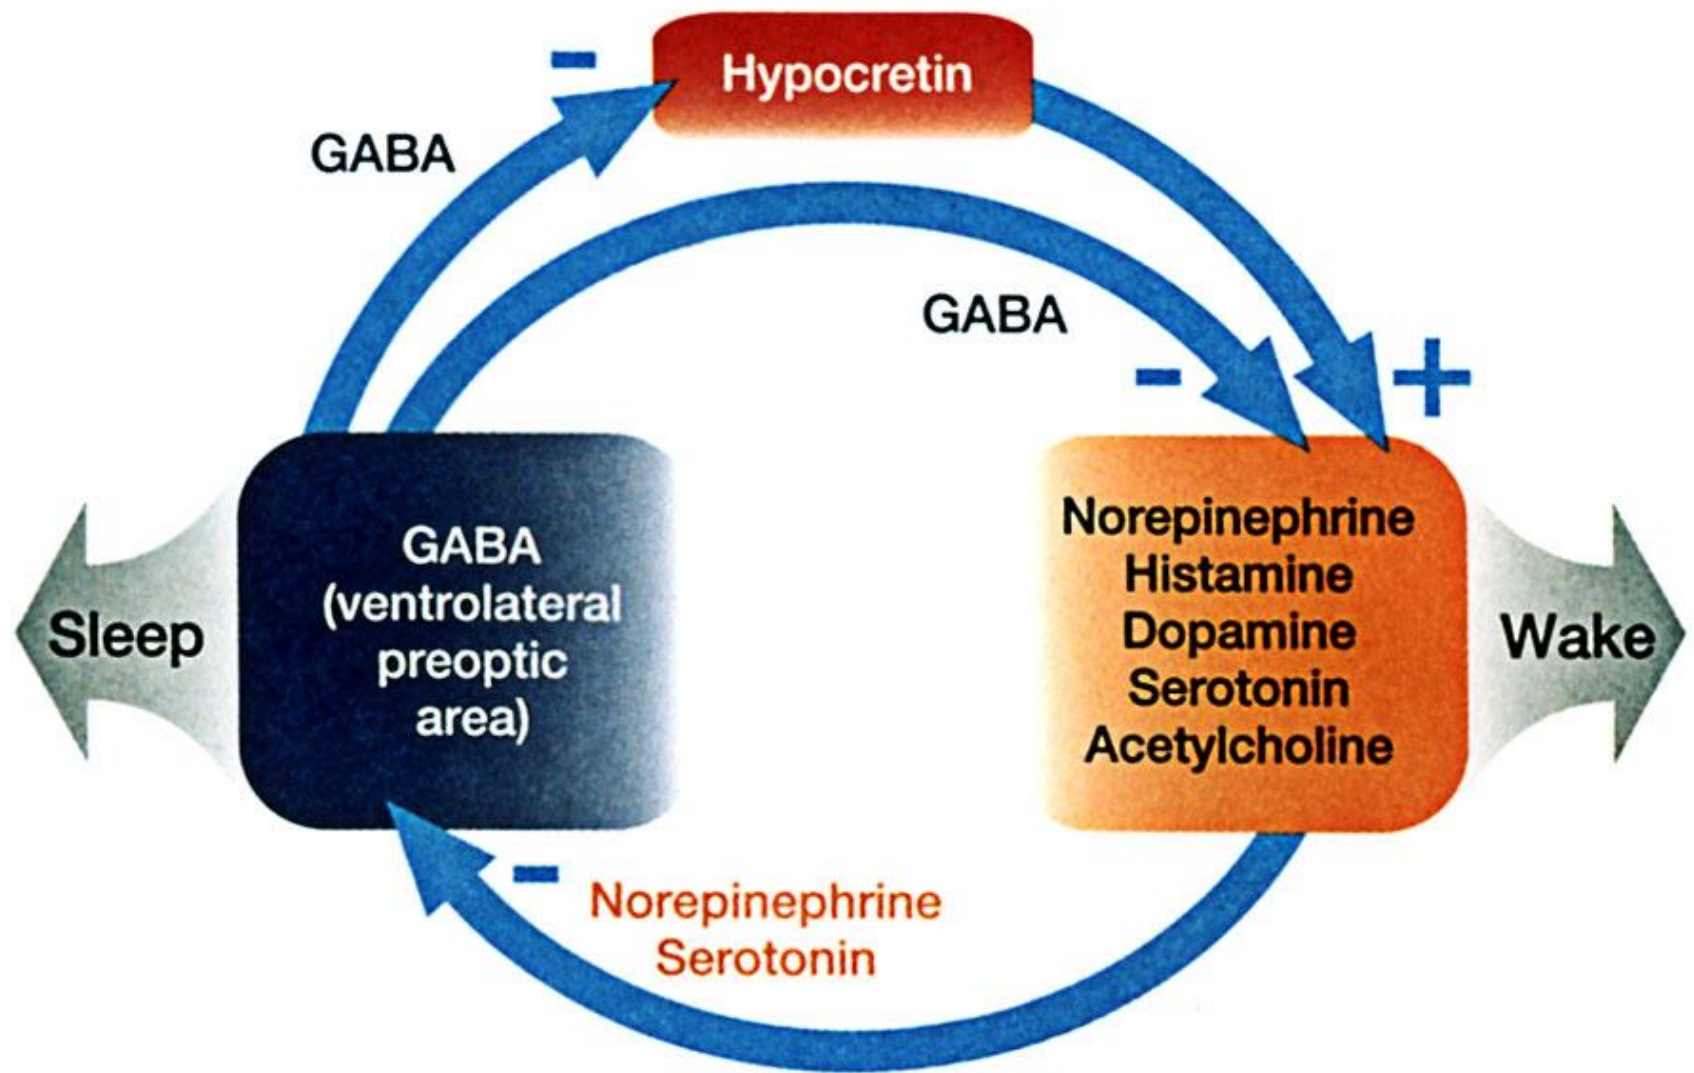 -
Hypocretin
GABA
GABA
-
+
Sleep
GABA
(ventrolateral
preoptic
area)
Norepinephrine
Histamine
Dopamine
Serotonin
Acetylcholine
Wake
-
Norepinephrine
Serotonin